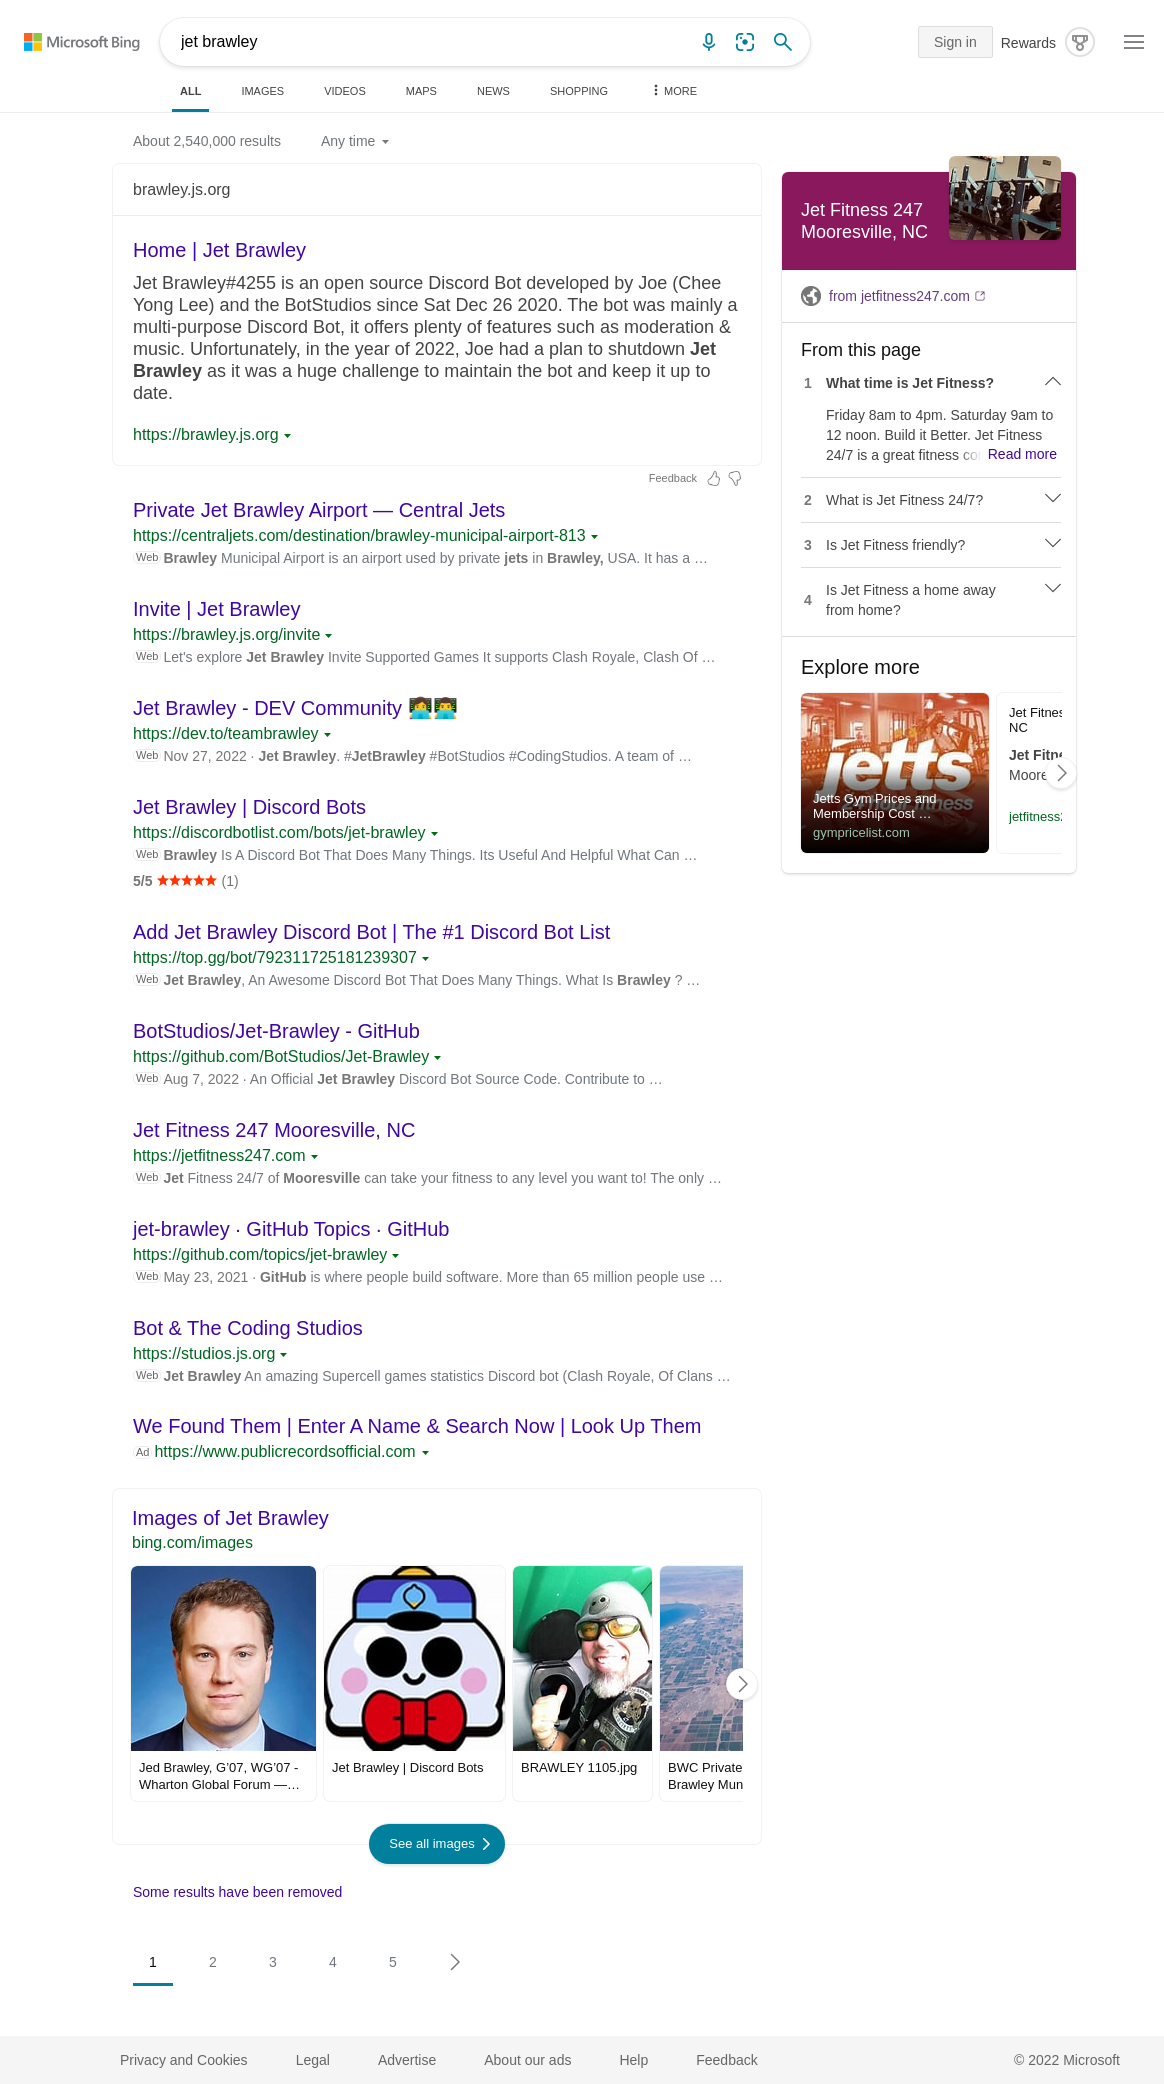 Microsoft Bing
jet brawley
Sign in
Rewards
ALL
IMAGES
VIDEOS
MAPS
NEWS
SHOPPING
MORE
About 2,540,000 results
Any time
brawley.js.org
Home | Jet Brawley
Jet Brawley#4255 is an open source Discord Bot developed by Joe (Chee
Yong Lee) and the BotStudios since Sat Dec 26 2020. The bot was mainly a
multi-purpose Discord Bot, it offers plenty of features such as moderation &
music. Unfortunately, in the year of 2022, Joe had a plan to shutdown Jet
Brawley as it was a huge challenge to maintain the bot and keep it up to
date.
https://brawley.js.org
Feedback
Private Jet Brawley Airport — Central Jets
https://centraljets.com/destination/brawley-municipal-airport-813
Web Brawley Municipal Airport is an airport used by private jets in Brawley, USA. It has a …
Invite | Jet Brawley
https://brawley.js.org/invite
Web Let's explore Jet Brawley Invite Supported Games It supports Clash Royale, Clash Of …
Jet Brawley - DEV Community 👩‍💻👨‍💻
https://dev.to/teambrawley
Web Nov 27, 2022 · Jet Brawley. #JetBrawley #BotStudios #CodingStudios. A team of …
Jet Brawley | Discord Bots
https://discordbotlist.com/bots/jet-brawley
Web Brawley Is A Discord Bot That Does Many Things. Its Useful And Helpful What Can …
5/5 ★★★★★ (1)
Add Jet Brawley Discord Bot | The #1 Discord Bot List
https://top.gg/bot/792311725181239307
Web Jet Brawley, An Awesome Discord Bot That Does Many Things. What Is Brawley ? …
BotStudios/Jet-Brawley - GitHub
https://github.com/BotStudios/Jet-Brawley
Web Aug 7, 2022 · An Official Jet Brawley Discord Bot Source Code. Contribute to …
Jet Fitness 247 Mooresville, NC
https://jetfitness247.com
Web Jet Fitness 24/7 of Mooresville can take your fitness to any level you want to! The only …
jet-brawley · GitHub Topics · GitHub
https://github.com/topics/jet-brawley
Web May 23, 2021 · GitHub is where people build software. More than 65 million people use …
Bot & The Coding Studios
https://studios.js.org
Web Jet Brawley An amazing Supercell games statistics Discord bot (Clash Royale, Of Clans …
We Found Them | Enter A Name & Search Now | Look Up Them
Ad https://www.publicrecordsofficial.com
Images of Jet Brawley
bing.com/images
Jed Brawley, G'07, WG'07 -
Wharton Global Forum —…
Jet Brawley | Discord Bots
BRAWLEY 1105.jpg
BWC Private
Brawley Mun
See all images
Some results have been removed
1
2
3
4
5
Jet Fitness 247
Mooresville, NC
from jetfitness247.com
From this page
1 What time is Jet Fitness?
Friday 8am to 4pm. Saturday 9am to
12 noon. Build it Better. Jet Fitness
24/7 is a great fitness co Read more
2 What is Jet Fitness 24/7?
3 Is Jet Fitness friendly?
4 Is Jet Fitness a home away
from home?
Explore more
jetts
24 hour fitness
Jetts Gym Prices and
Membership Cost …
gympricelist.com
Jet Fitnes
NC
Jet Fitne
Moore
jetfitness2
Privacy and Cookies
Legal
Advertise
About our ads
Help
Feedback
© 2022 Microsoft